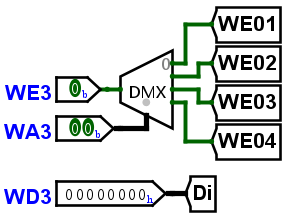 WE01
0
WE02
WE3 0b DMX
WE03
WA3 00b
WE04
WD3 00000000h Di